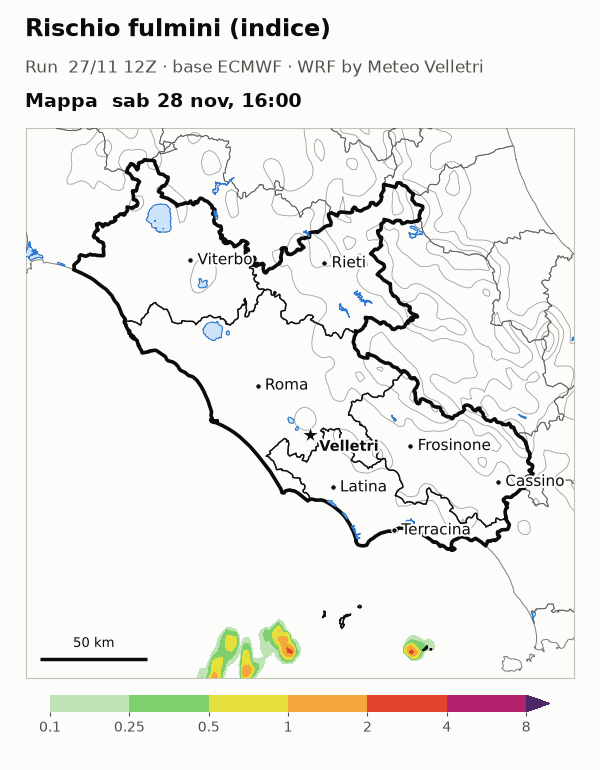 Rischio fulmini (indice)
Run  27/11 12Z · base ECMWF · WRF by Meteo Velletri
Mappa  sab 28 nov, 16:00
Viterbo
Rieti
Roma
Velletri
Frosinone
Latina
Cassino
Terracina
50 km
0.1 0.25 0.5 1 2 4 8